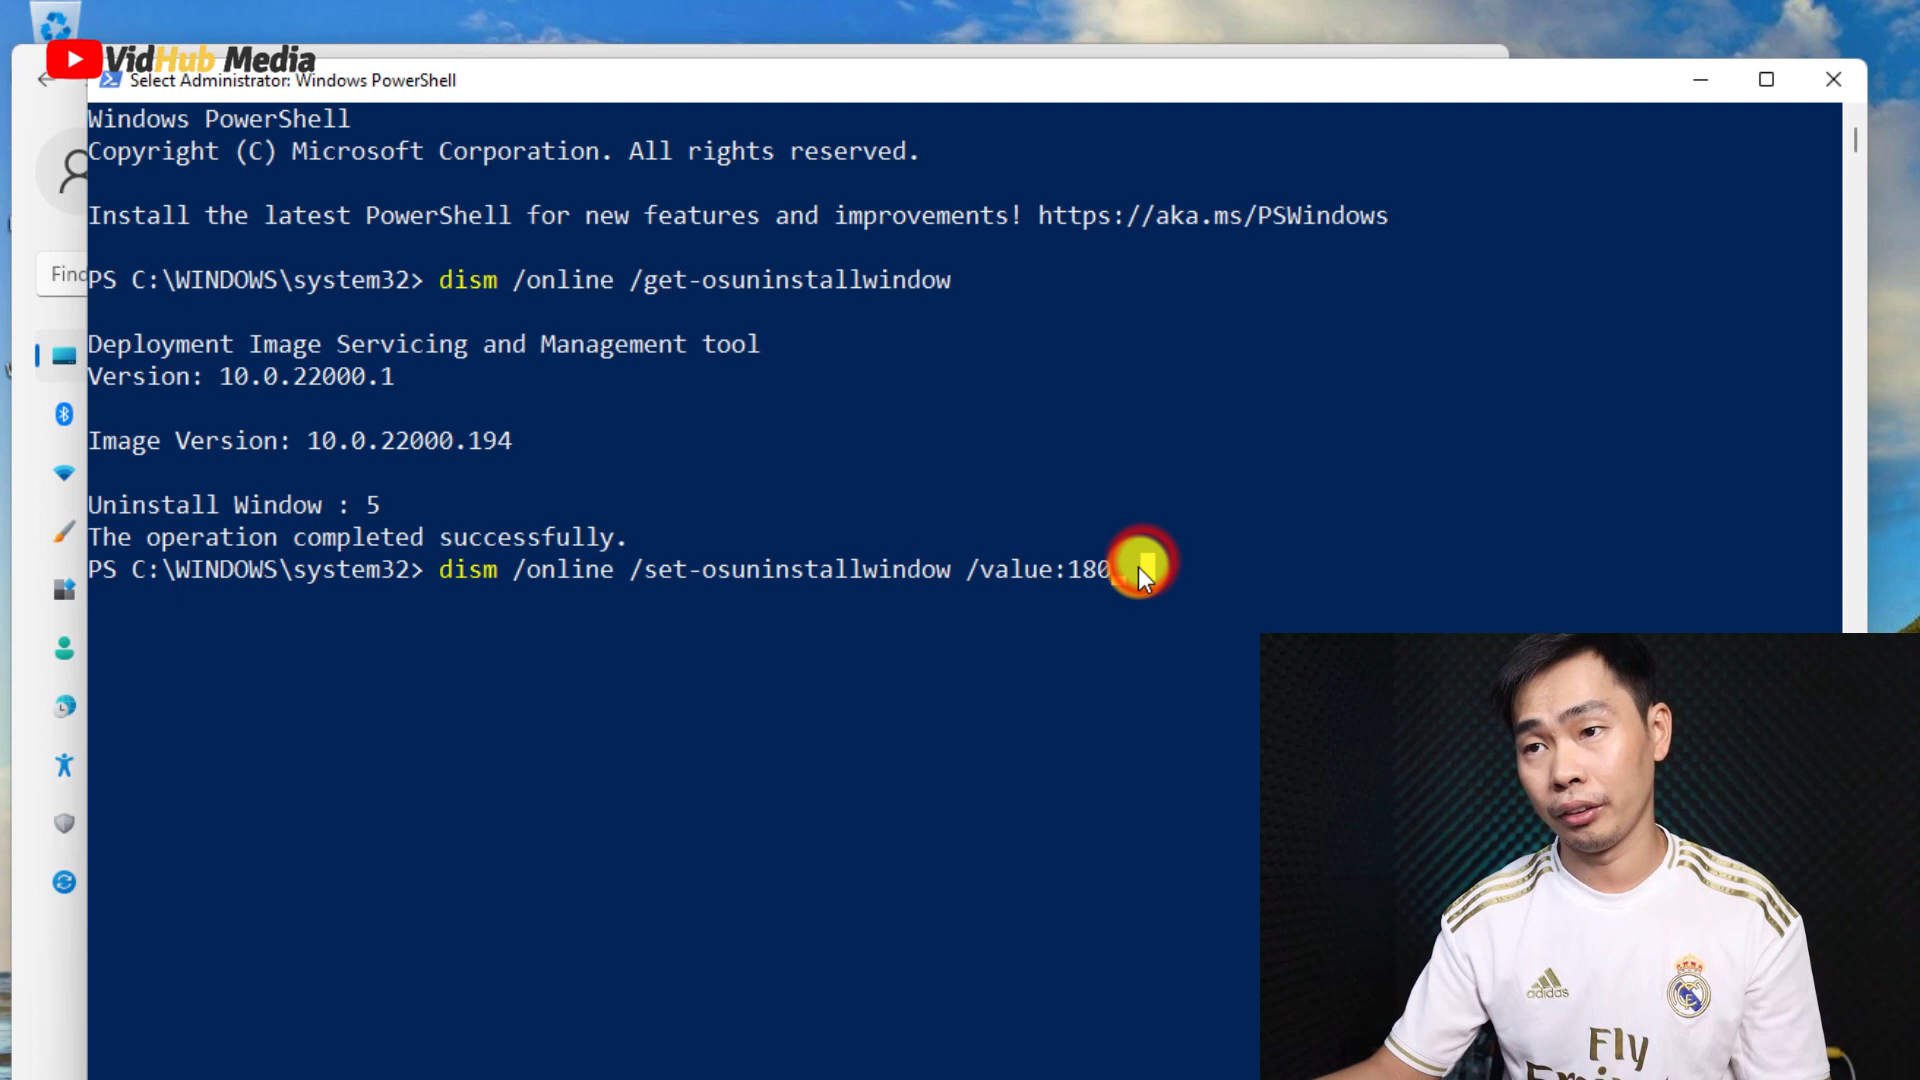 VidHub Media
Select Administrator: Windows PowerShell
Windows PowerShell
Copyright (C) Microsoft Corporation. All rights reserved.
Install the latest PowerShell for new features and improvements! https://aka.ms/PSWindows
Find
PS C:\WINDOWS\system32> dism /online /get-osuninstallwindow
Deployment Image Servicing and Management tool
Version: 10.0.22000.1
Image Version: 10.0.22000.194
Uninstall Window : 5
The operation completed successfully.
PS C:\WINDOWS\system32> dism /online /set-osuninstallwindow /value:180
adidas
Fly